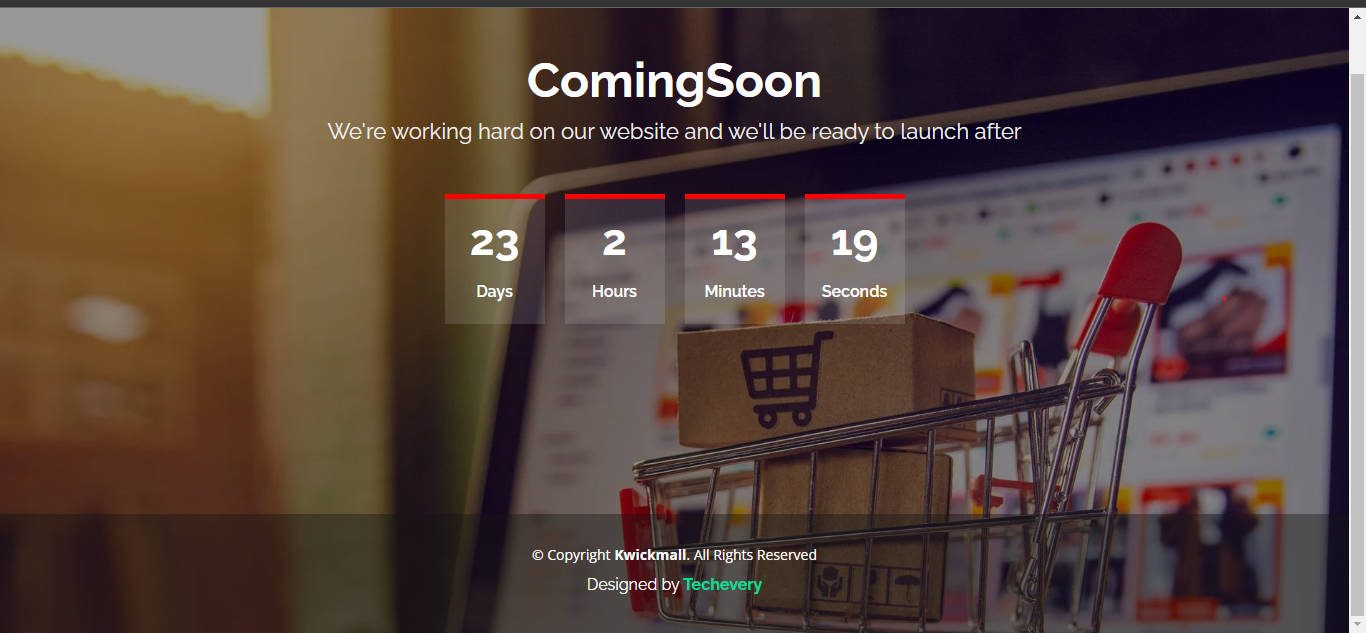 ComingSoon
We're working hard on our website and we'll be ready to launch after
23 2 13 19
Days Hours Minutes Seconds
© Copyright Kwickmall. All Rights Reserved
Designed by Techevery